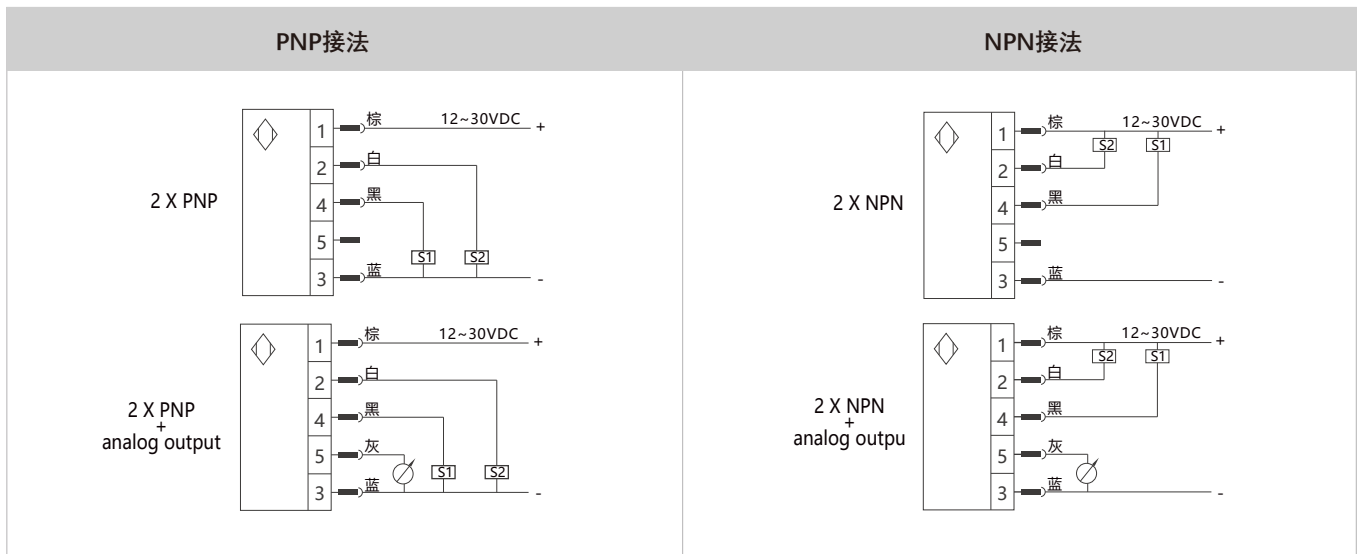 PNP接法
NPN接法
2 X PNP
1 棕 12~30VDC +
2 白
4 黑
5
S1 S2
3 蓝 -
2 X NPN
1 棕 12~30VDC +
S2 S1
2 白
4 黑
5
3 蓝 -
2 X PNP
+
analog output
1 棕 12~30VDC +
2 白
4 黑
5 灰
S1 S2
3 蓝 -
2 X NPN
+
analog outpu
1 棕 12~30VDC +
S2 S1
2 白
4 黑
5 灰
3 蓝 -